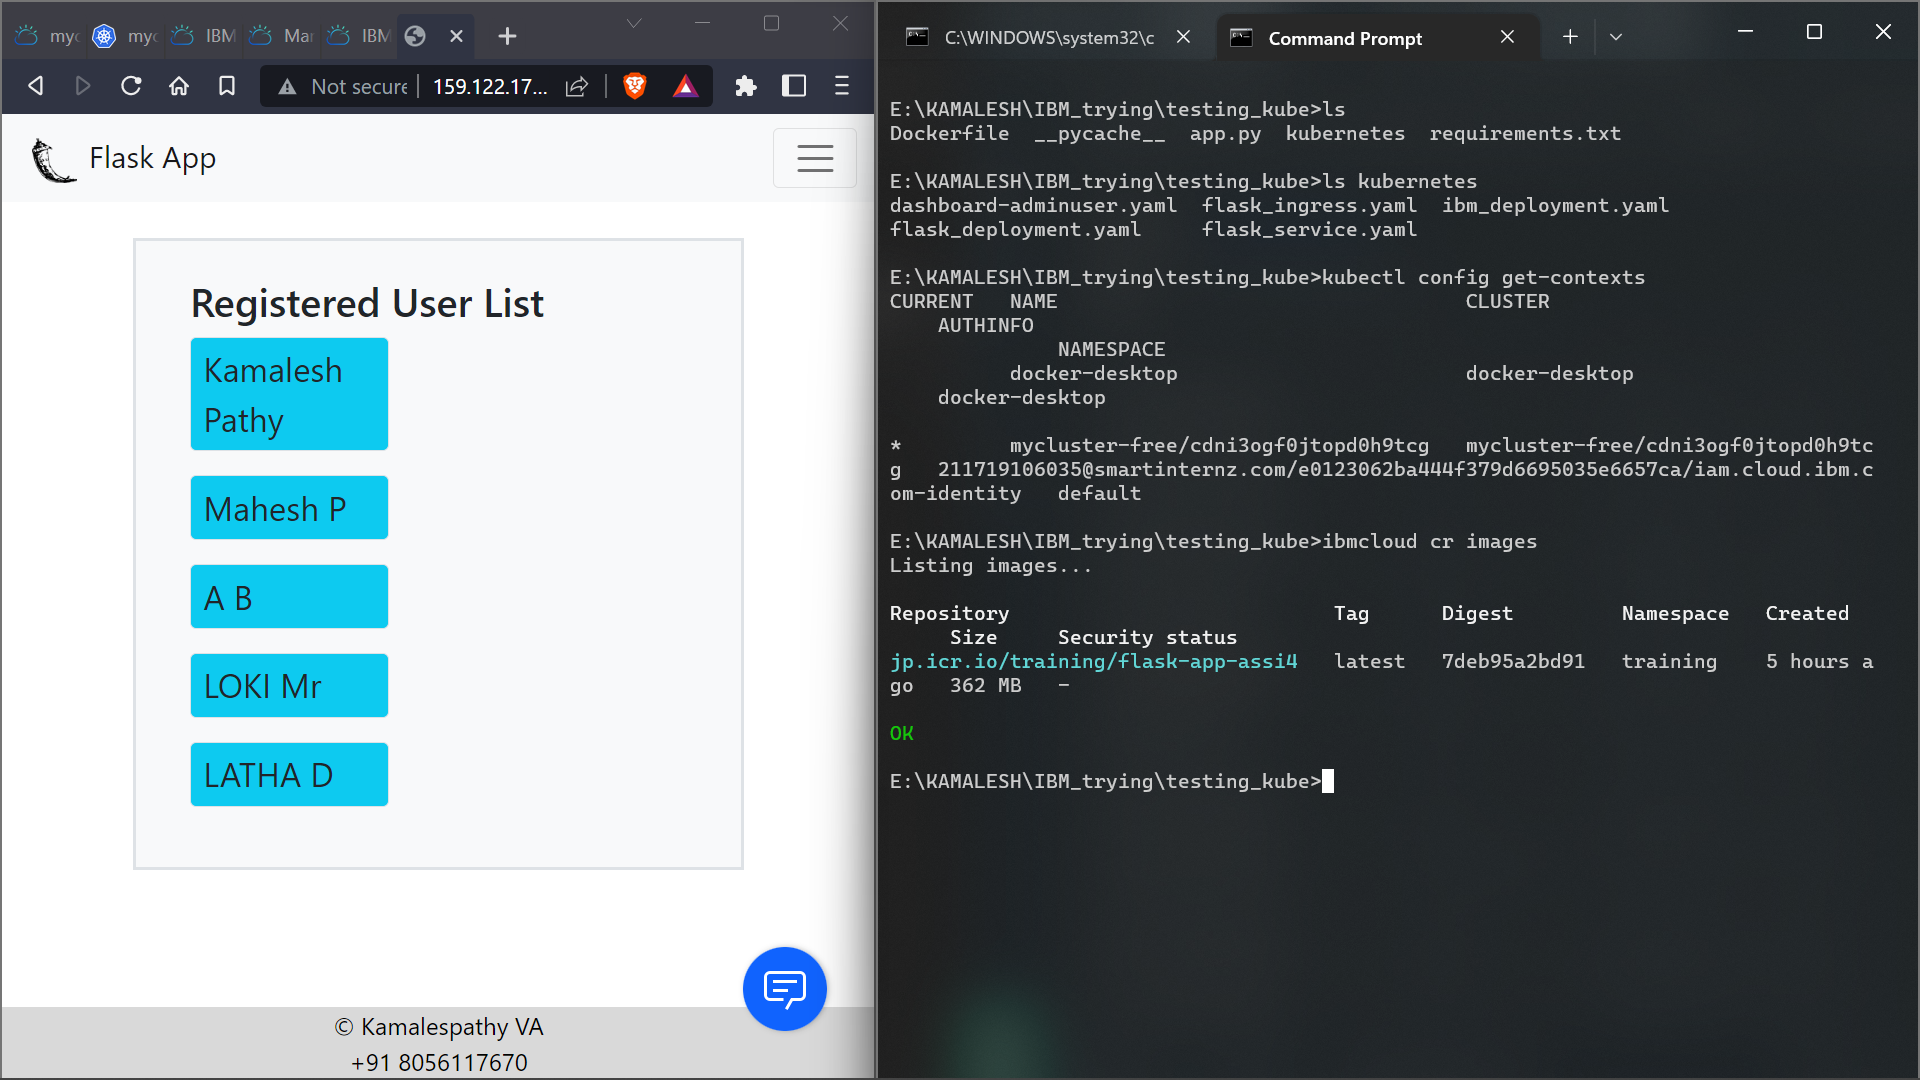 myc
myc
IBM
Mar
IBM
Not secure
159.122.17...
Flask App
Registered User List
Kamalesh
Pathy
Mahesh P
A B
LOKI Mr
LATHA D
© Kamalespathy VA
+91 8056117670
C:\WINDOWS\system32\c
Command Prompt
E:\KAMALESH\IBM_trying\testing_kube>ls
Dockerfile  __pycache__  app.py  kubernetes  requirements.txt
E:\KAMALESH\IBM_trying\testing_kube>ls kubernetes
dashboard-adminuser.yaml  flask_ingress.yaml  ibm_deployment.yaml
flask_deployment.yaml     flask_service.yaml
E:\KAMALESH\IBM_trying\testing_kube>kubectl config get-contexts
CURRENT   NAME                                  CLUSTER
    AUTHINFO
              NAMESPACE
          docker-desktop                        docker-desktop
    docker-desktop
*         mycluster-free/cdni3ogf0jtopd0h9tcg   mycluster-free/cdni3ogf0jtopd0h9tc
g   211719106035@smartinternz.com/e0123062ba444f379d6695035e6657ca/iam.cloud.ibm.c
om-identity   default
E:\KAMALESH\IBM_trying\testing_kube>ibmcloud cr images
Listing images...
Repository                           Tag      Digest         Namespace   Created
     Size     Security status
jp.icr.io/training/flask-app-assi4   latest   7deb95a2bd91   training    5 hours a
go   362 MB   -
OK
E:\KAMALESH\IBM_trying\testing_kube>